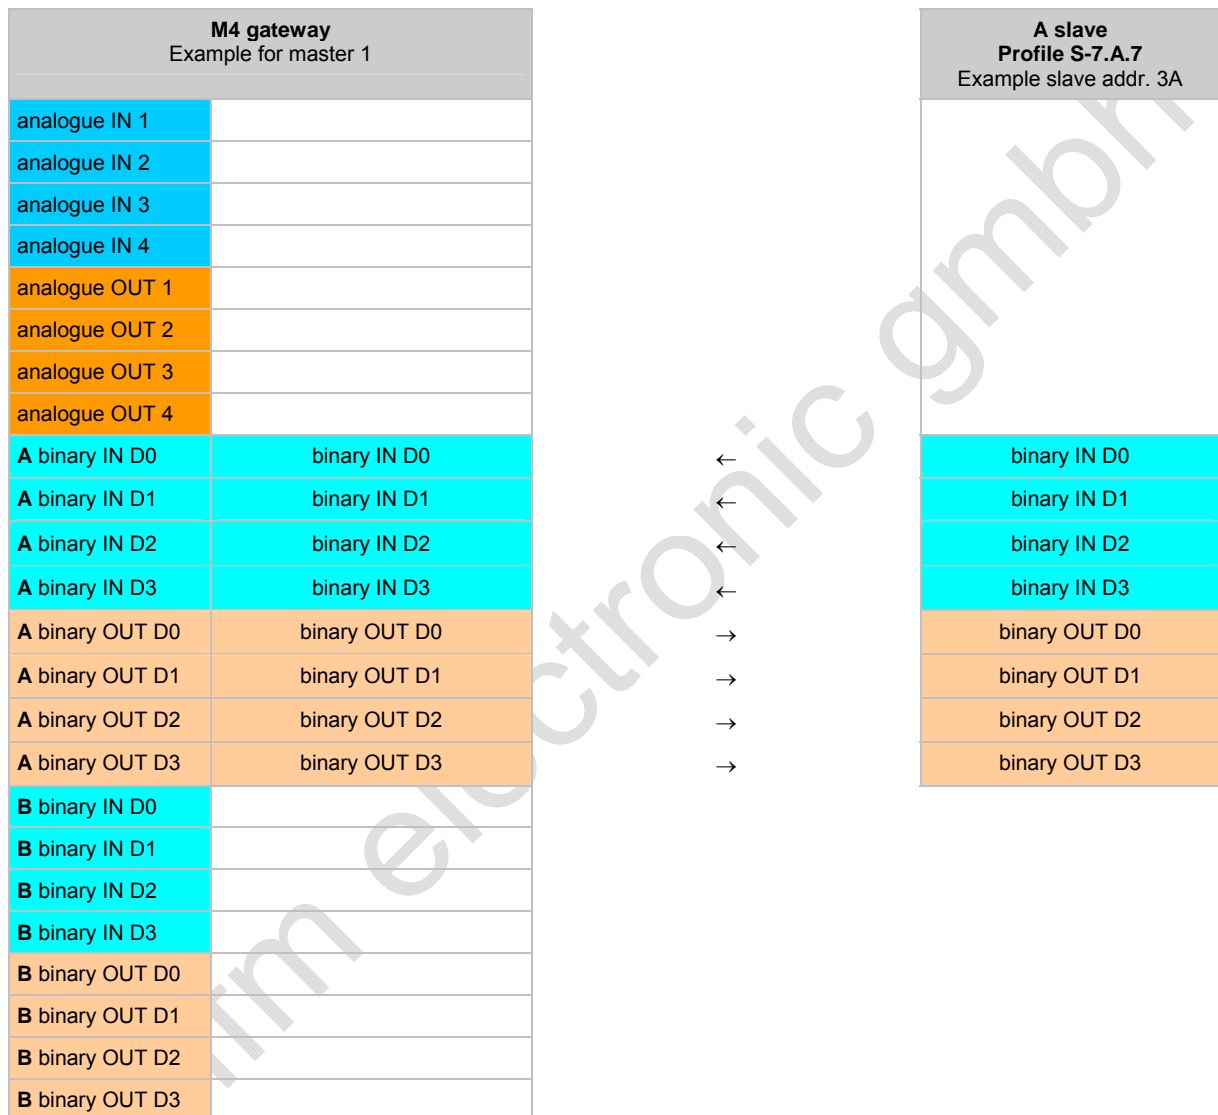 M4 gateway
Example for master 1
A slave
Profile S-7.A.7
Example slave addr. 3A
analogue IN 1
analogue IN 2
analogue IN 3
analogue IN 4
analogue OUT 1
analogue OUT 2
analogue OUT 3
analogue OUT 4
A binary IN D0 binary IN D0 ← binary IN D0
A binary IN D1 binary IN D1 ← binary IN D1
A binary IN D2 binary IN D2 ← binary IN D2
A binary IN D3 binary IN D3 ← binary IN D3
A binary OUT D0 binary OUT D0 → binary OUT D0
A binary OUT D1 binary OUT D1 → binary OUT D1
A binary OUT D2 binary OUT D2 → binary OUT D2
A binary OUT D3 binary OUT D3 → binary OUT D3
B binary IN D0
B binary IN D1
B binary IN D2
B binary IN D3
B binary OUT D0
B binary OUT D1
B binary OUT D2
B binary OUT D3
electronic gmbh